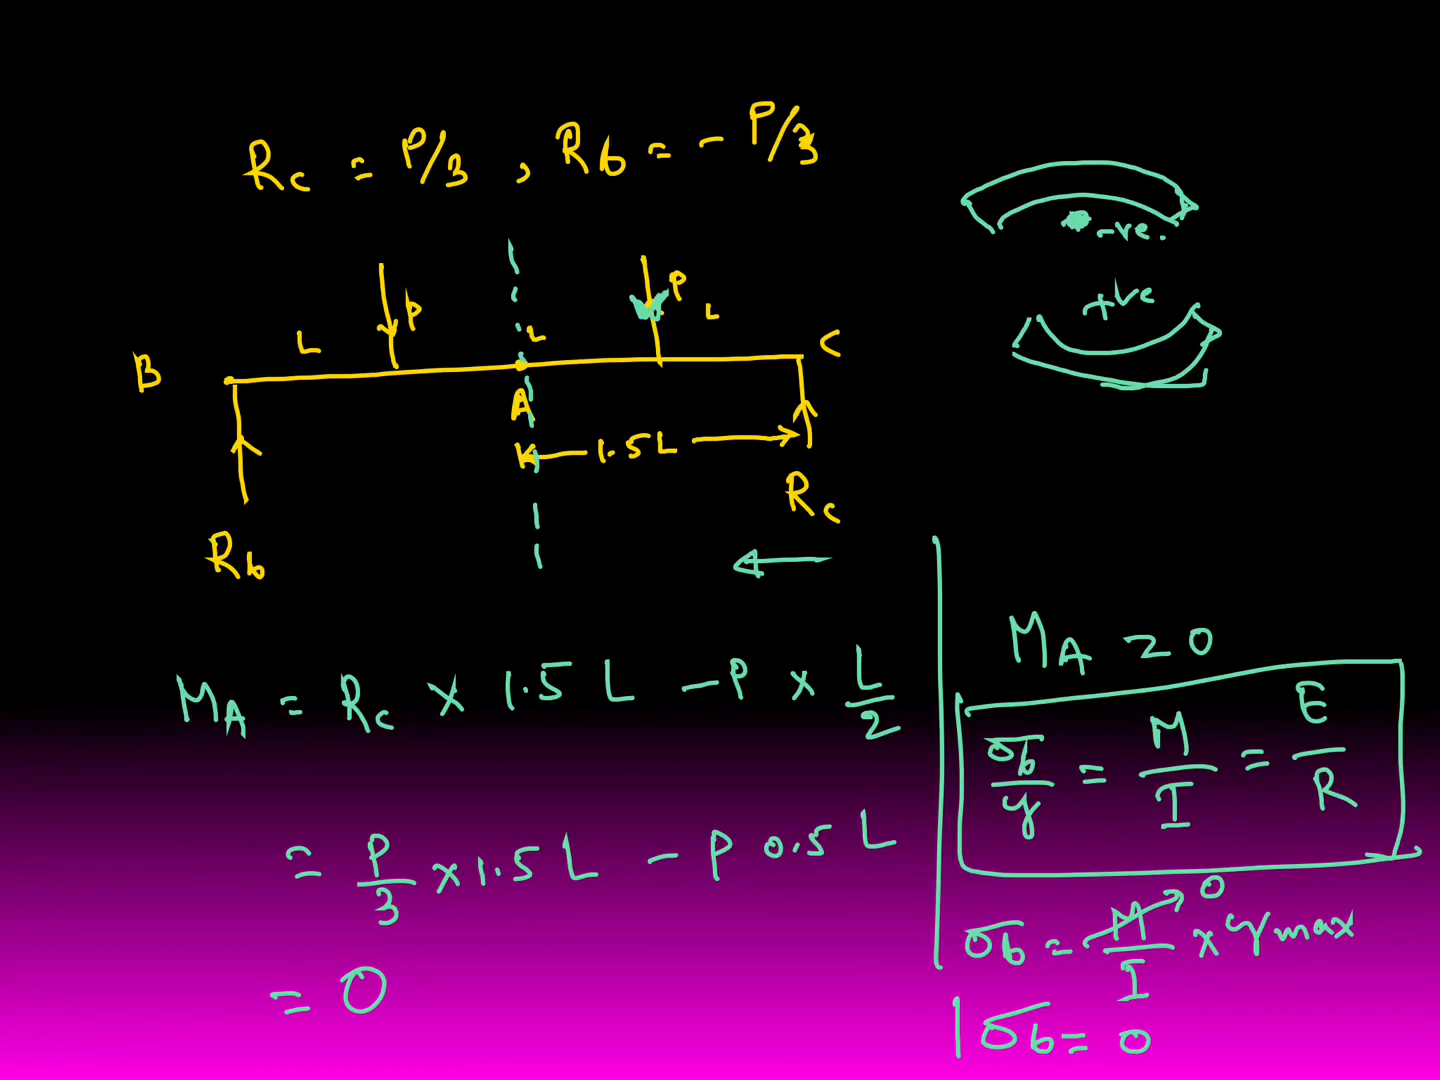 Rc = P/3 , Rb = - P/3
-ve.
+ve
P
P
L
L
L
B
C
A
1.5L
Rc
Rb
MA = Rc × 1.5 L - P × L/2
= P/3 × 1.5 L - P 0.5 L
= 0
MA = 0
σb/y = M/I = E/R
σb = M/I × ymax
0
σb = 0